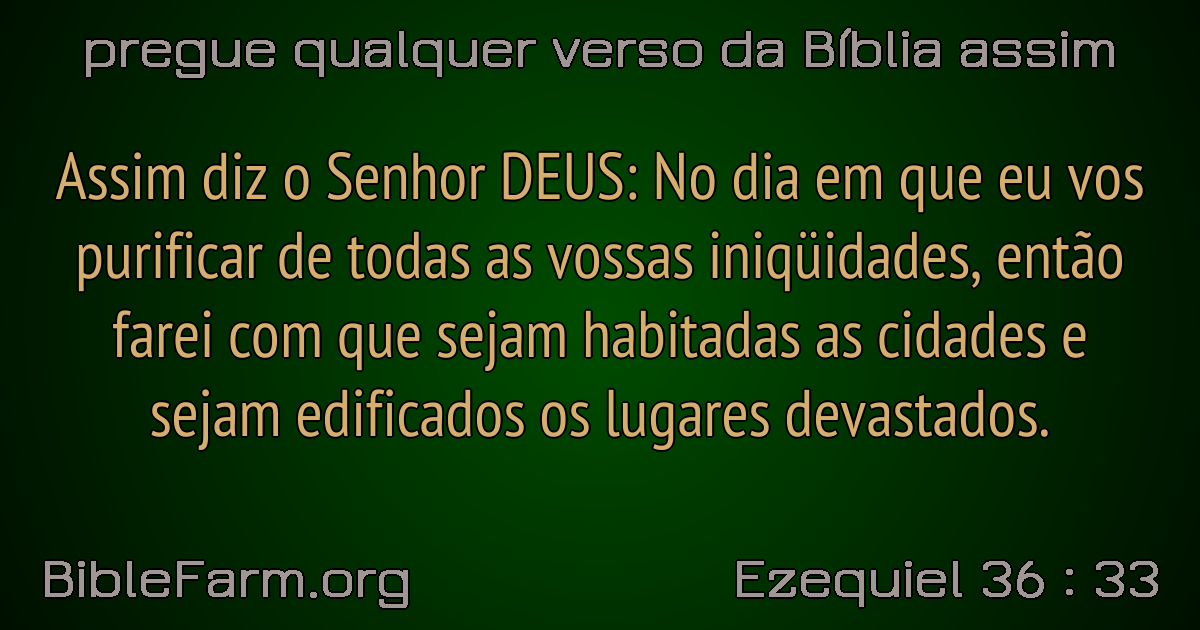 pregue qualquer verso da Bíblia assim
Assim diz o Senhor DEUS: No dia em que eu vos
purificar de todas as vossas iniqüidades, então
farei com que sejam habitadas as cidades e
sejam edificados os lugares devastados.
BibleFarm.org
Ezequiel 36 : 33